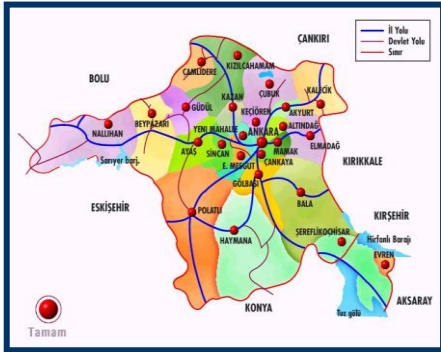 İl Yolu
Devlet Yolu
Sınır
ÇANKIRI
BOLU
KIZILCAHAMAM
ÇAMLIDERE
ÇUBUK
KALECİK
KAZAN
GÜDÜL
KEÇİÖREN
AKYURT
BEYPAZARI
NALLIHAN
YENİ MAHALLE
ANKARA
ALTINDAĞ
AYAŞ
SİNCAN
MAMAK
ELMADAĞ
Sarıyer barj.
E. MESGUT
ÇANKAYA
KIRIKKALE
GÖLBAŞI
ESKİŞEHİR
POLATLI
BALA
KIRŞEHİR
HAYMANA
ŞEREFLİKOÇHİSAR
Hirfanlı Barajı
EVREN
KONYA
AKSARAY
Tuz gölü
Tamam